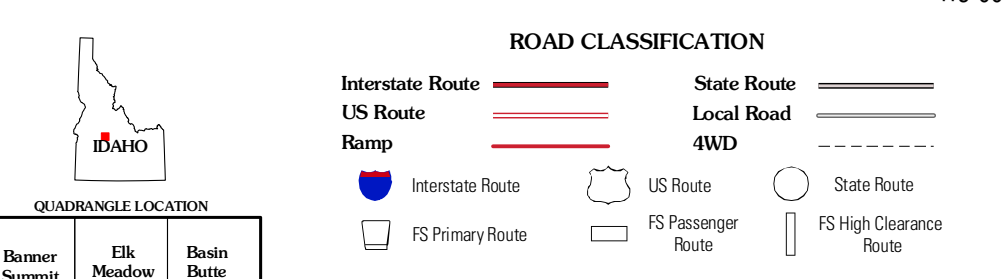 ROAD CLASSIFICATION
Interstate Route
State Route
US Route
Local Road
Ramp
4WD
IDAHO
Interstate Route
US Route
State Route
QUADRANGLE LOCATION
FS Primary Route
FS Passenger
Route
FS High Clearance
Route
Banner
Summit
Elk
Meadow
Basin
Butte